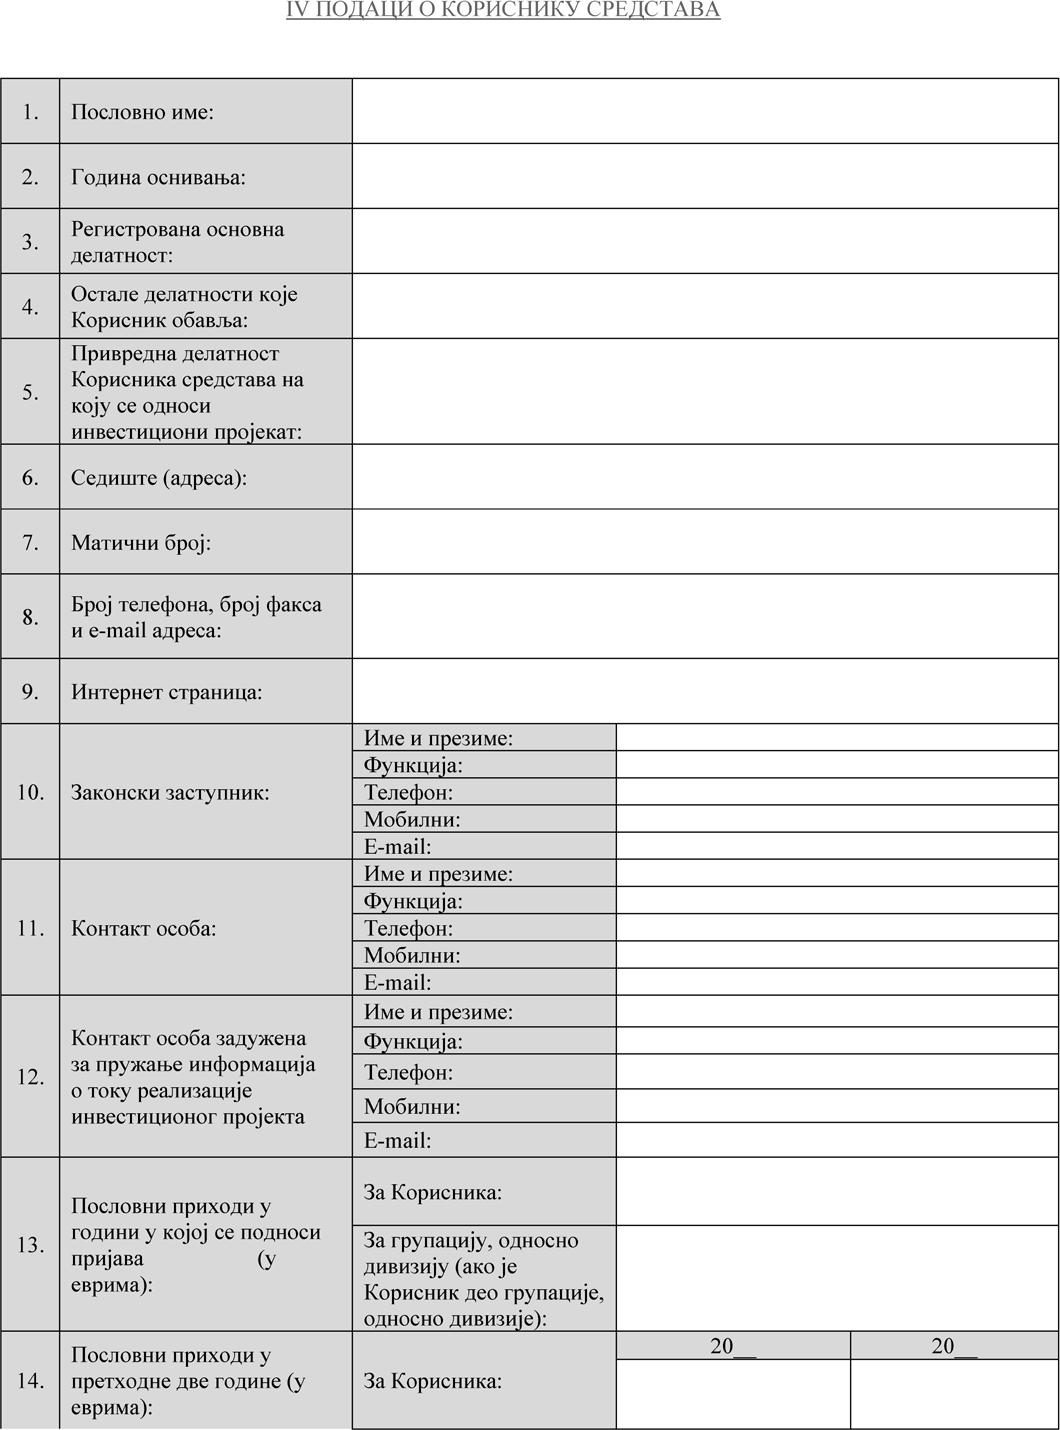 IV ПОДАЦИ О КОРИСНИКУ СРЕДСТАВА
1. Пословно име:
2. Година оснивања:
3. Регистрована основна
делатност:
4. Остале делатности које
Корисник обавља:
5. Привредна делатност
Корисника средстава на
коју се односи
инвестициони пројекат:
6. Седиште (адреса):
7. Матични број:
8. Број телефона, број факса
и e-mail адреса:
9. Интернет страница:
10. Законски заступник:
Име и презиме:
Функција:
Телефон:
Мобилни:
E-mail:
11. Контакт особа:
Име и презиме:
Функција:
Телефон:
Мобилни:
E-mail:
12. Контакт особа задужена
за пружање информација
о току реализације
инвестиционог пројекта
Име и презиме:
Функција:
Телефон:
Мобилни:
E-mail:
13. Пословни приходи у
години у којој се подноси
пријава (у
еврима):
За Корисника:
За групацију, односно
дивизију (ако је
Корисник део групације,
односно дивизије):
14. Пословни приходи у
претходне две године (у
еврима):
За Корисника:
20__ 20__